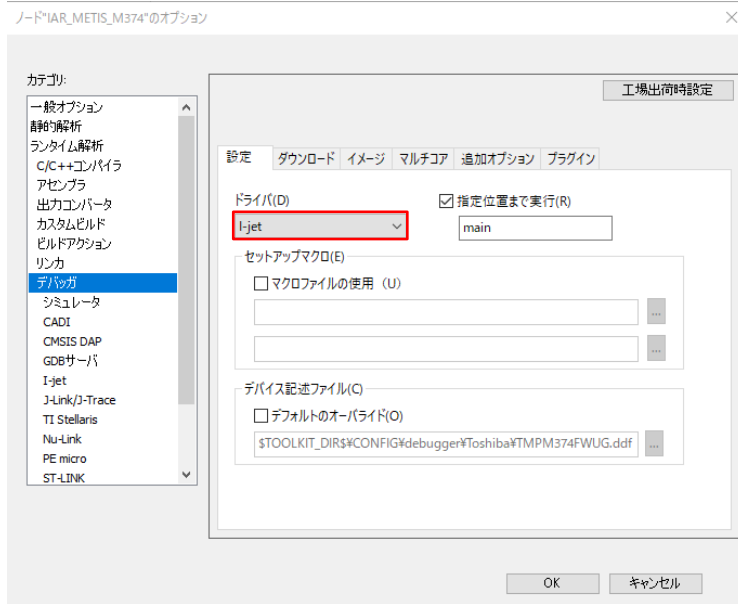 ノード"IAR_METIS_M374"のオプション
カテゴリ:
一般オプション
静的解析
ランタイム解析
C/C++コンパイラ
アセンブラ
出力コンバータ
カスタムビルド
ビルドアクション
リンカ
デバッガ
シミュレータ
CADI
CMSIS DAP
GDBサーバ
I-jet
J-Link/J-Trace
TI Stellaris
Nu-Link
PE micro
ST-LINK
工場出荷時設定
設定 ダウンロード イメージ マルチコア 追加オプション プラグイン
ドライバ(D) 指定位置まで実行(R)
I-jet main
セットアップマクロ(E)
マクロファイルの使用（U）
...
...
デバイス記述ファイル(C)
デフォルトのオーバライド(O)
$TOOLKIT_DIR$¥CONFIG¥debugger¥Toshiba¥TMPM374FWUG.ddf ...
OK キャンセル